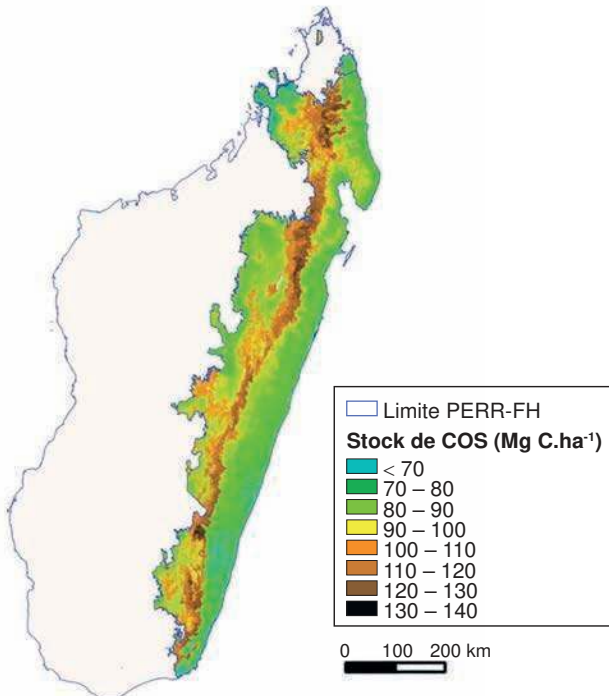 Limite PERR-FH
Stock de COS (Mg C.ha⁻¹)
< 70
70 – 80
80 – 90
90 – 100
100 – 110
110 – 120
120 – 130
130 – 140
0 100 200 km